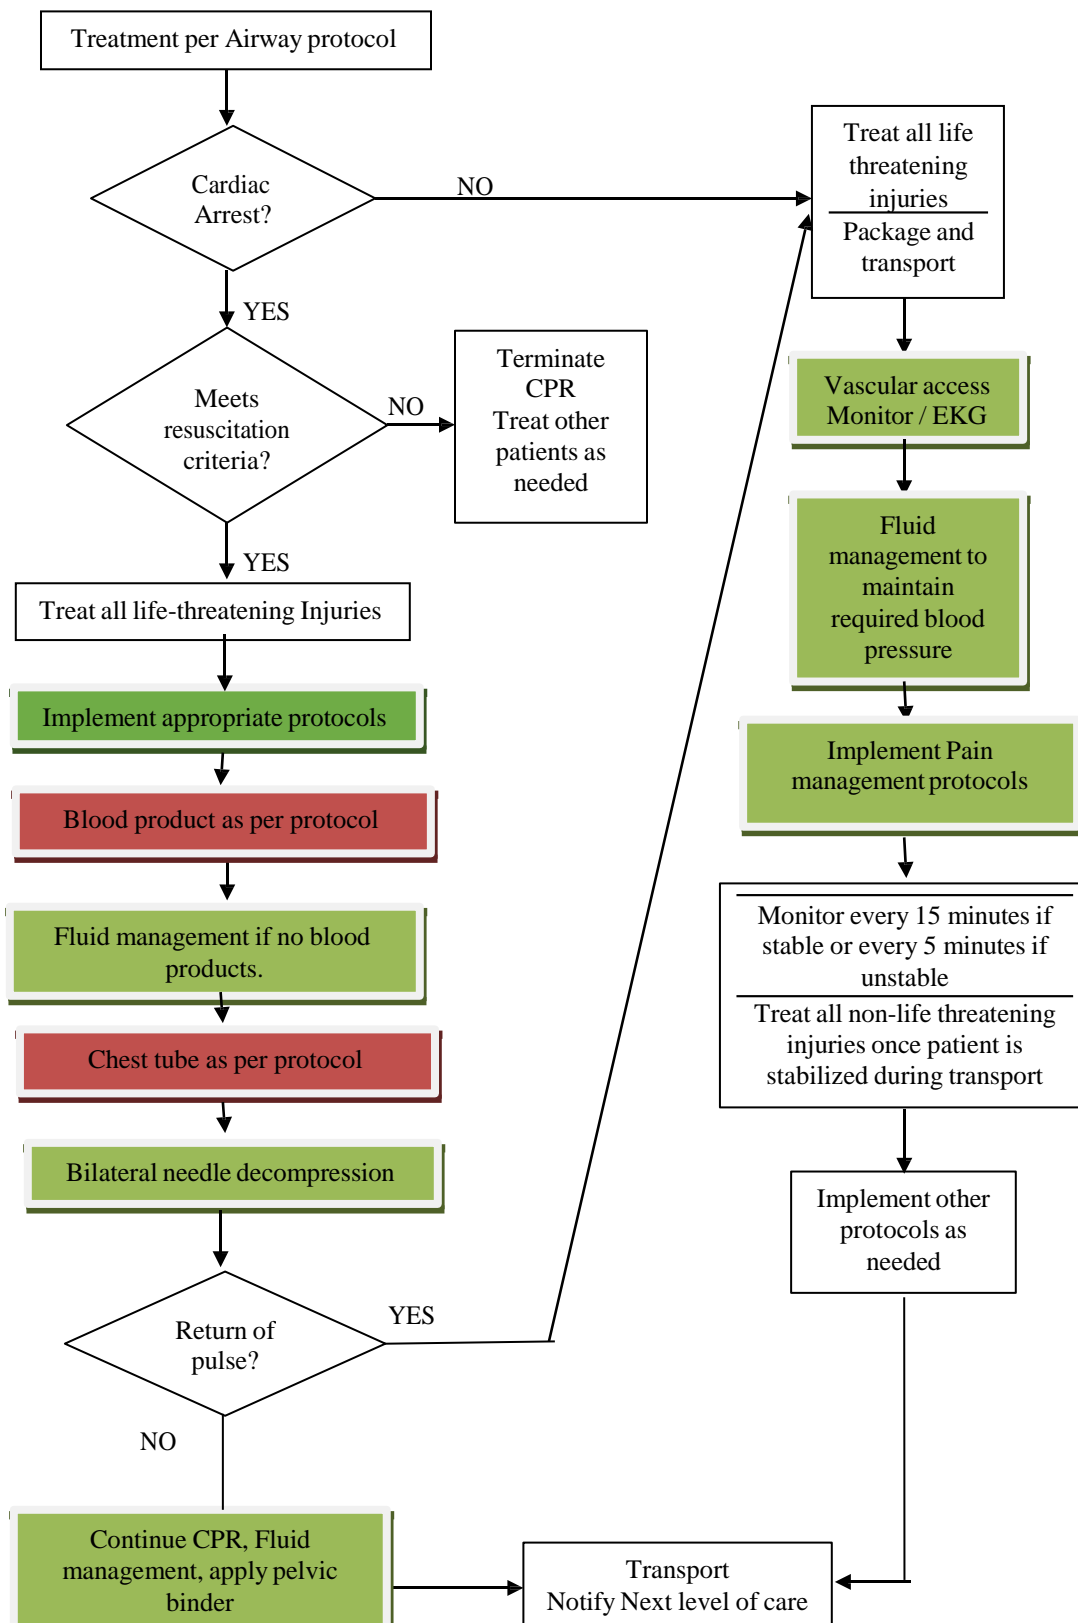 Treatment per Airway protocol
Cardiac
Arrest?
NO
YES
Meets
resuscitation
criteria?
NO
Terminate
CPR
Treat other
patients as
needed
YES
Treat all life-threatening Injuries
Implement appropriate protocols
Blood product as per protocol
Fluid management if no blood
products.
Chest tube as per protocol
Bilateral needle decompression
Return of
pulse?
YES
NO
Continue CPR, Fluid
management, apply pelvic
binder
Treat all life
threatening
injuries
Package and
transport
Vascular access
Monitor / EKG
Fluid
management to
maintain
required blood
pressure
Implement Pain
management protocols
Monitor every 15 minutes if
stable or every 5 minutes if
unstable
Treat all non-life threatening
injuries once patient is
stabilized during transport
Implement other
protocols as
needed
Transport
Notify Next level of care